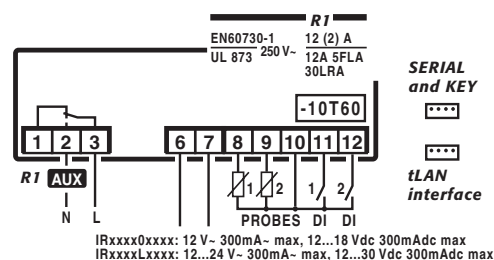 R1
EN60730-1
UL 873
250 V~
12 (2) A
12A 5FLA
30LRA
SERIAL
and KEY
-10T60
1 2 3 6 7 8 9 10 11 12
tLAN
interface
R1 AUX
1 2 1 2
N L
PROBES DI DI
IRxxxx0xxxx: 12 V~ 300mA~ max, 12...18 Vdc 300mAdc max
IRxxxxLxxxx: 12...24 V~ 300mA~ max, 12...30 Vdc 300mAdc max